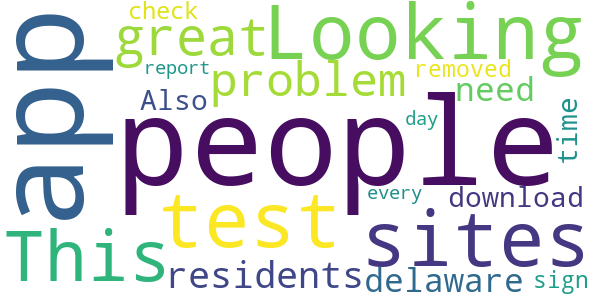 check
app
great
Looking
report
problem
removed
Also
need
people
day
time
test
every
download
This
sites
residents
delaware
sign